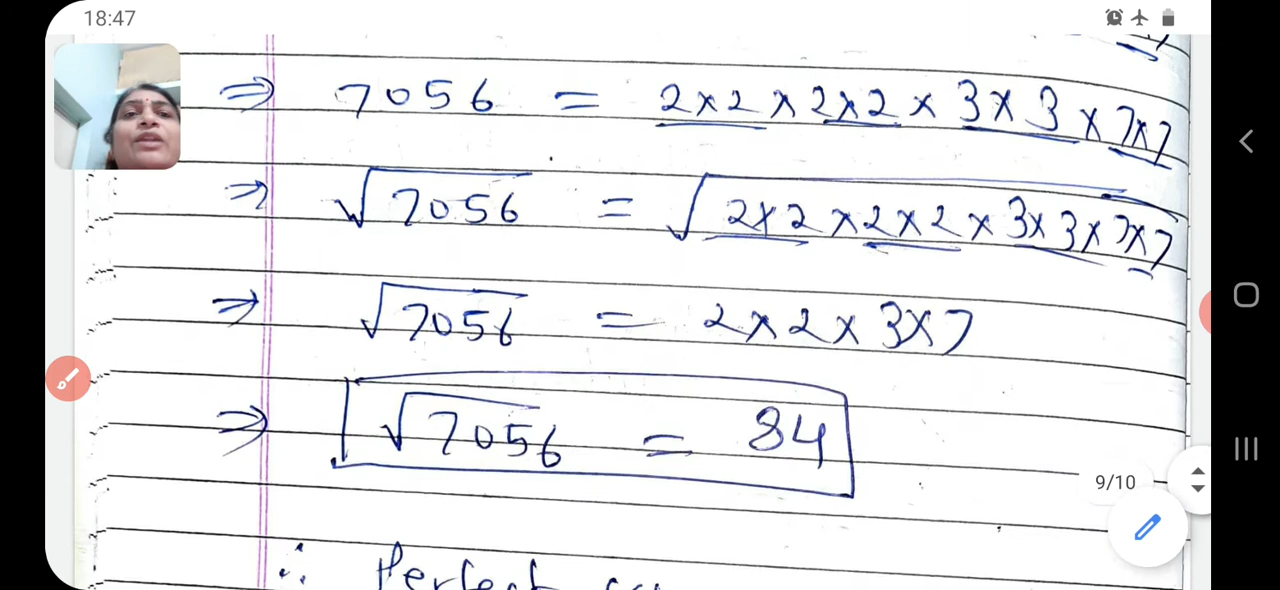 18:47
⇒ 7056 = 2×2×2×2×3×3×7×7
⇒ √7056 = √2×2×2×2×3×3×7×7
⇒ √7056 = 2×2×3×7
⇒ √7056 = 84
9/10
∴ Perfect